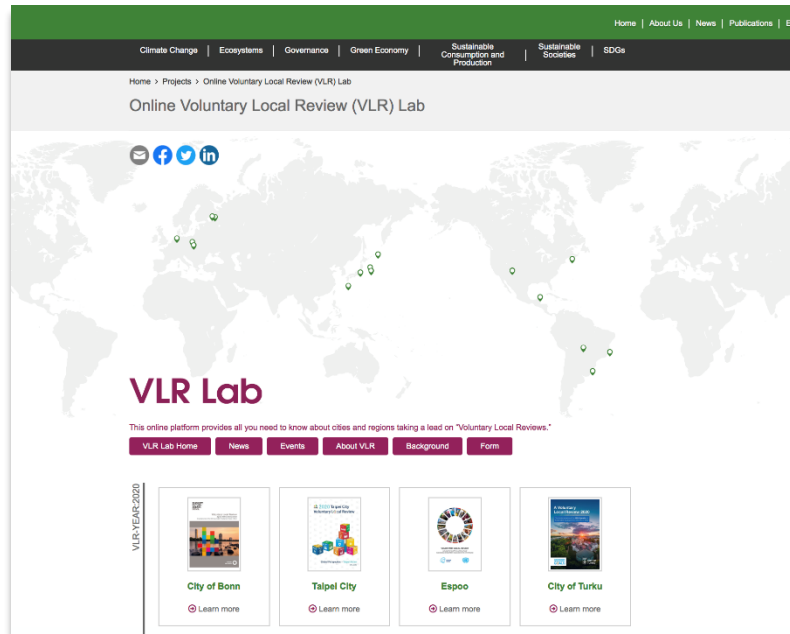 Home | About Us | News | Publications |
Climate Change | Ecosystems | Governance | Green Economy | Sustainable Consumption and Production | Sustainable Societies | SDGs
Home > Projects > Online Voluntary Local Review (VLR) Lab
Online Voluntary Local Review (VLR) Lab
VLR Lab
This online platform provides all you need to know about cities and regions taking a lead on "Voluntary Local Reviews."
VLR Lab Home News Events About VLR Background Form
VLR-YEAR:2020
A Voluntary
Local Review 2020
City of Bonn Taipei City Espoo City of Turku
Learn more Learn more Learn more Learn more